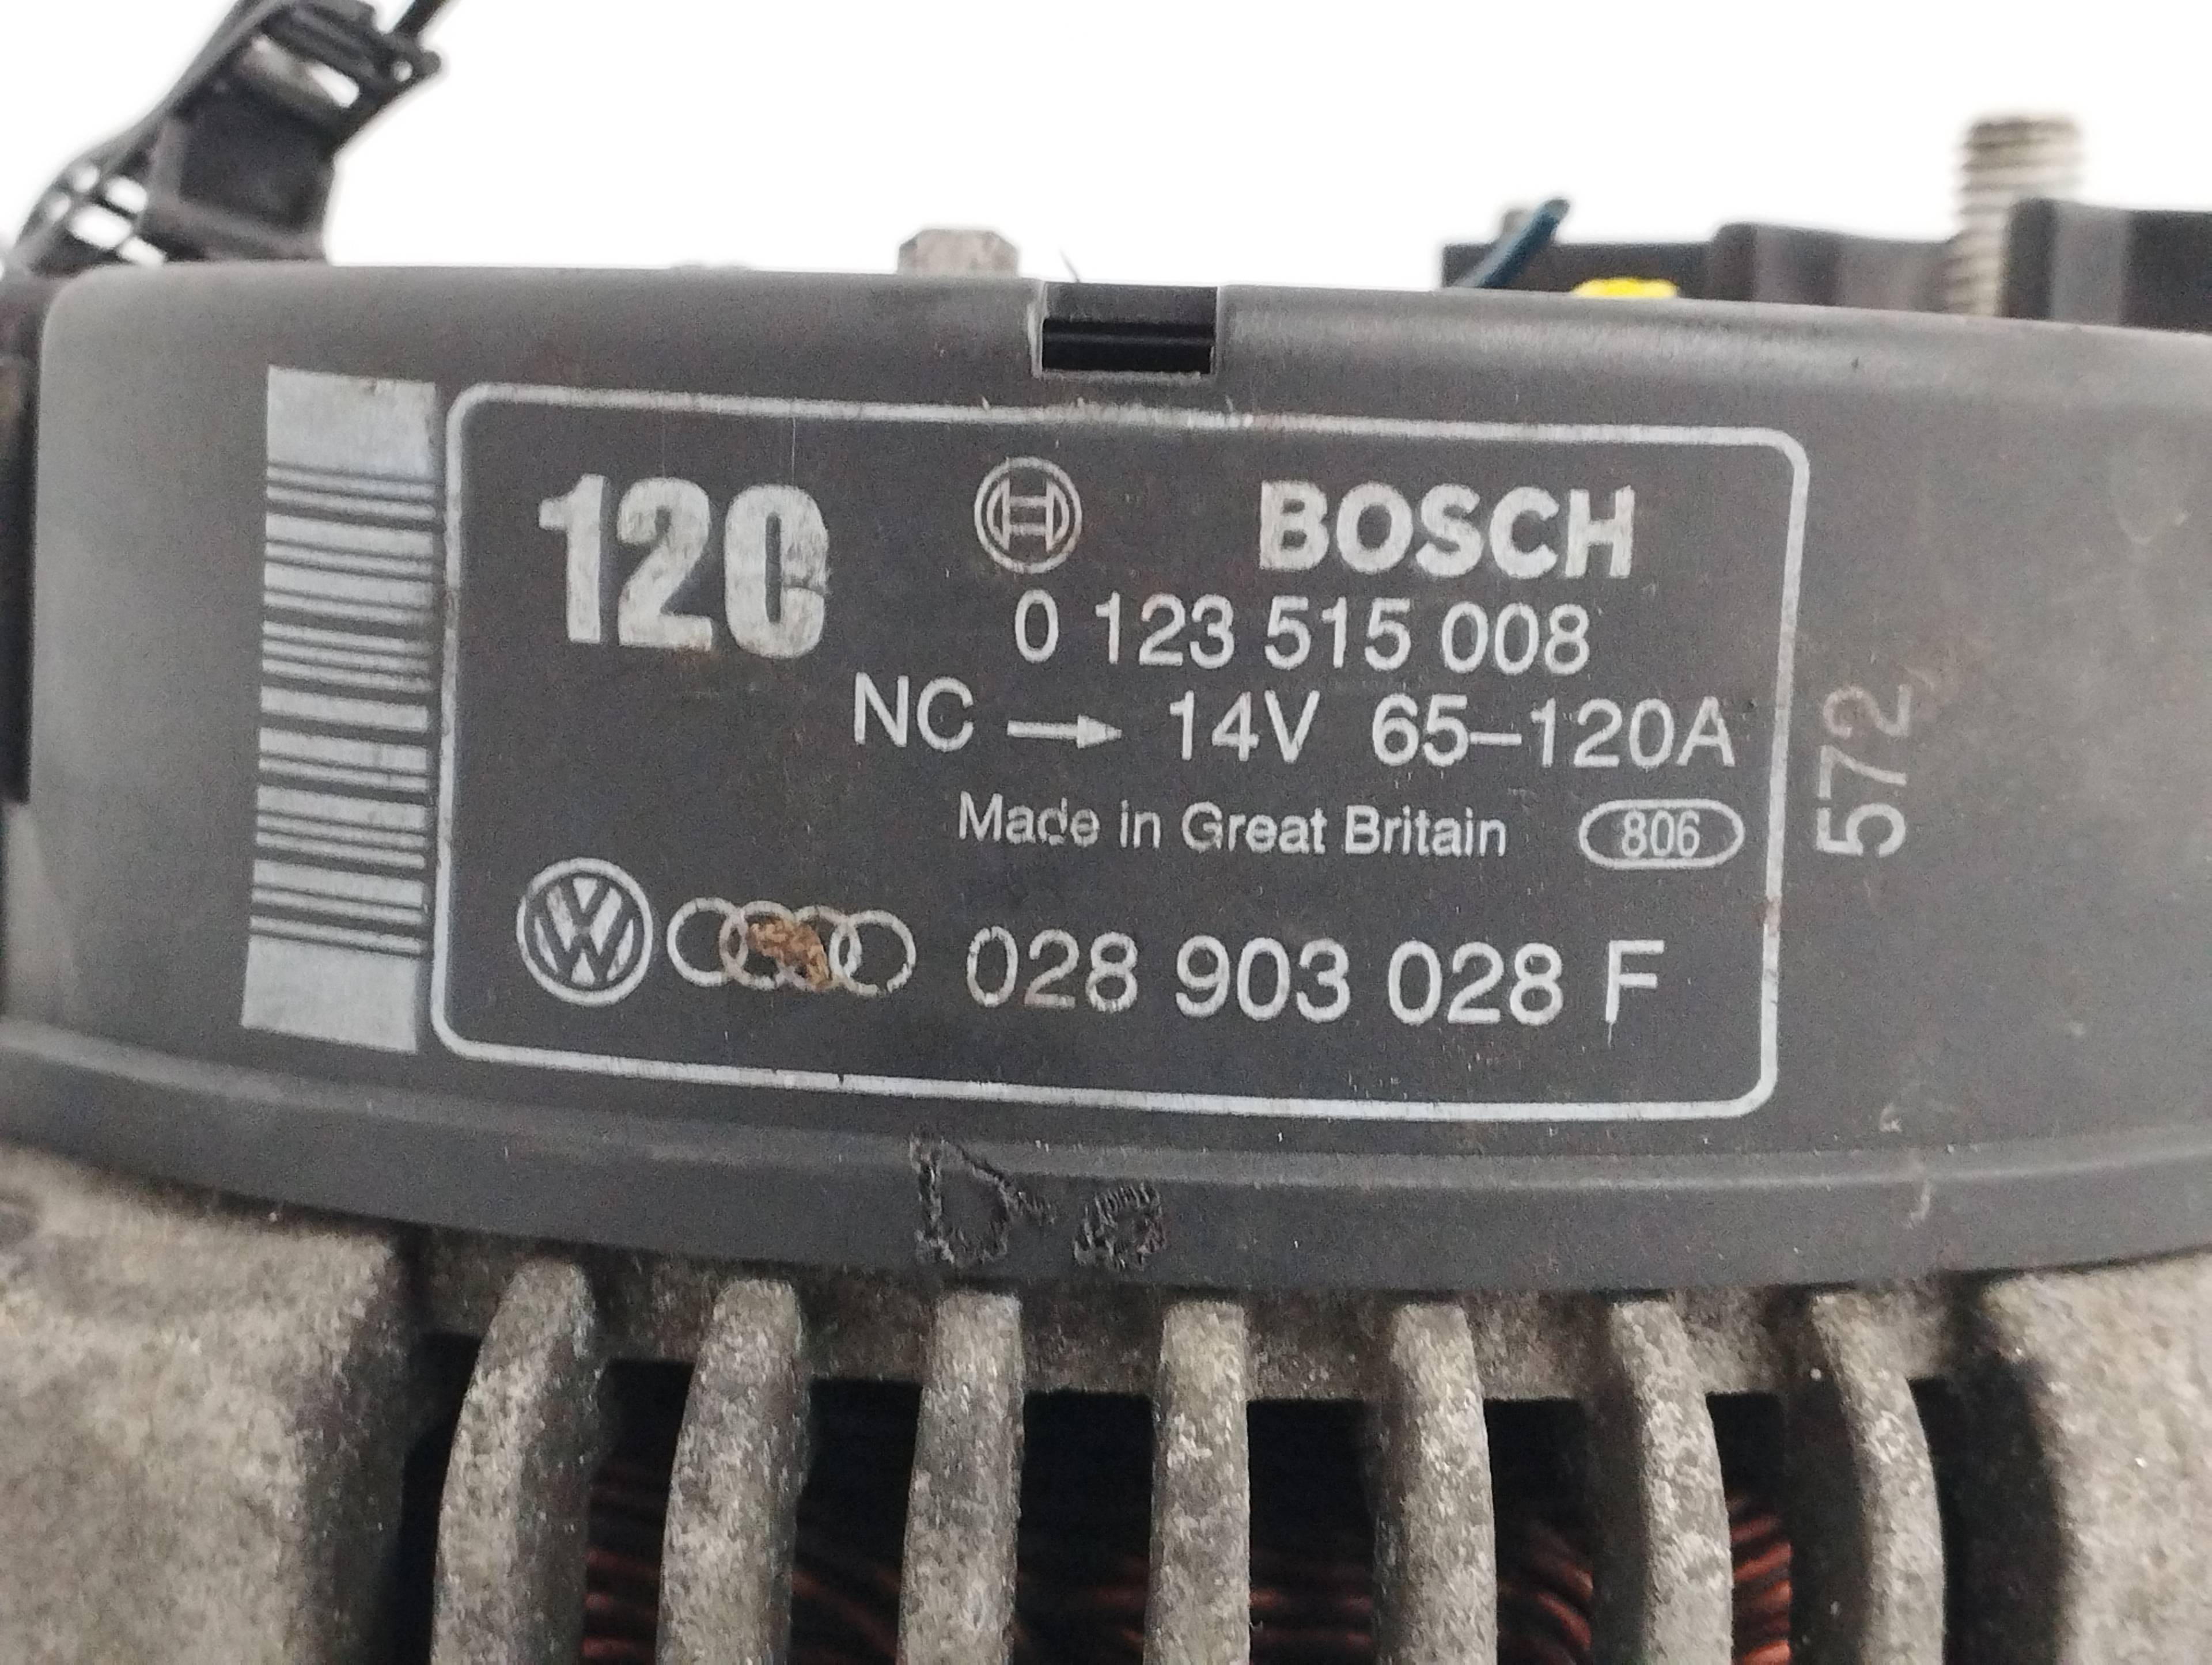 120
BOSCH
0 123 515 008
NC → 14V 65–120A
Made in Great Britain 806
028 903 028 F
572